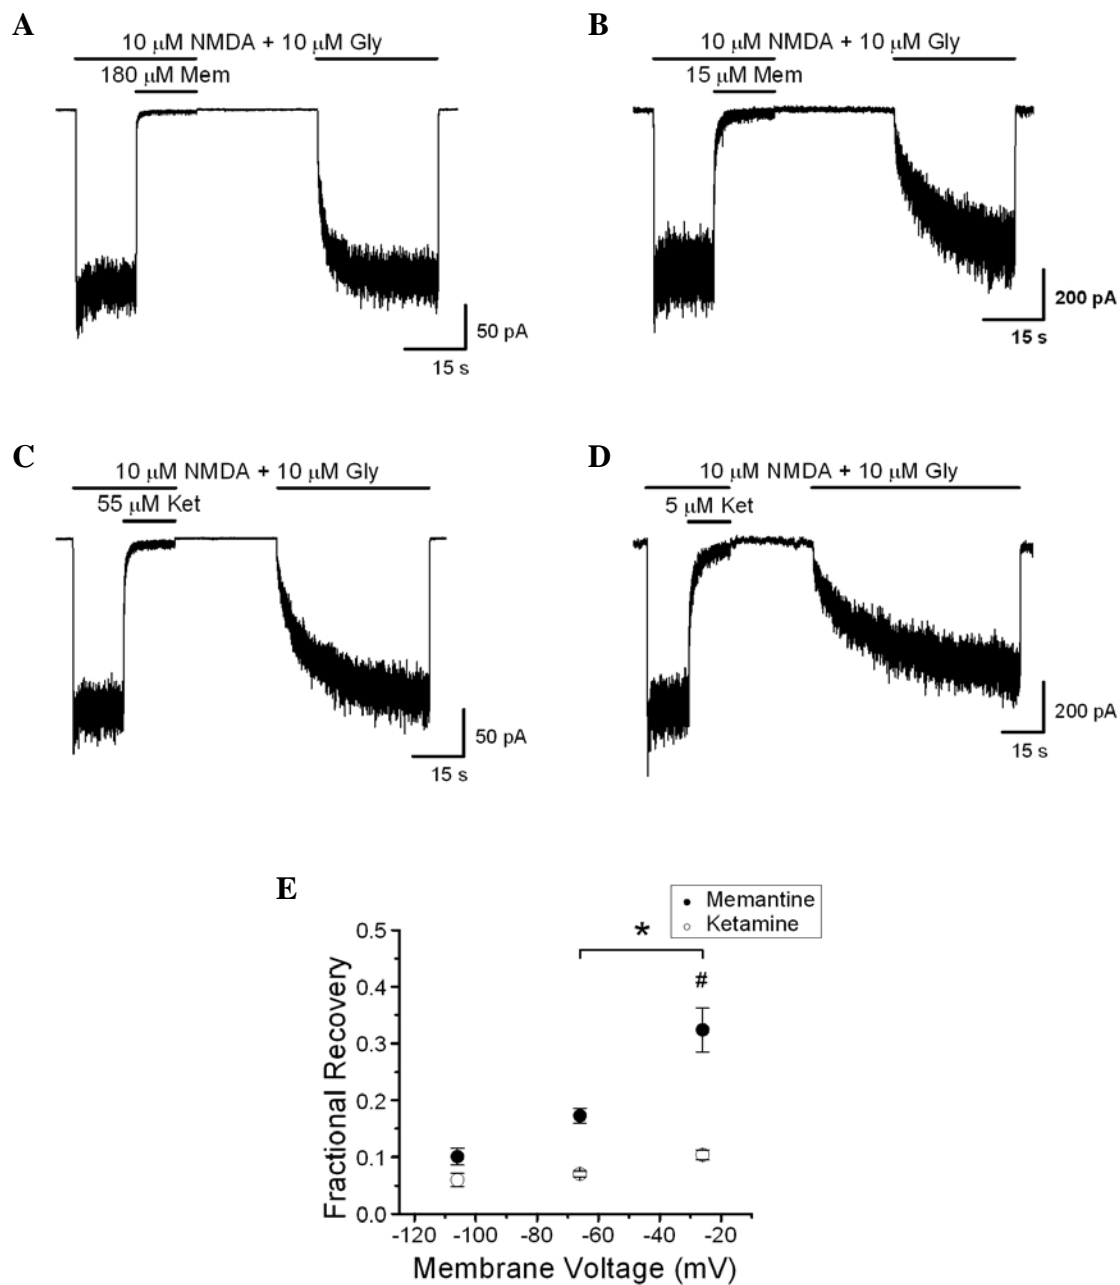 A
10 μM NMDA + 10 μM Gly
180 μM Mem
50 pA
15 s
B
10 μM NMDA + 10 μM Gly
15 μM Mem
200 pA
15 s
C
10 μM NMDA + 10 μM Gly
55 μM Ket
50 pA
15 s
D
10 μM NMDA + 10 μM Gly
5 μM Ket
200 pA
15 s
E
Memantine
Ketamine
*
#
0.5
0.4
0.3
0.2
0.1
0.0
Fractional Recovery
-120 -100 -80 -60 -40 -20
Membrane Voltage (mV)